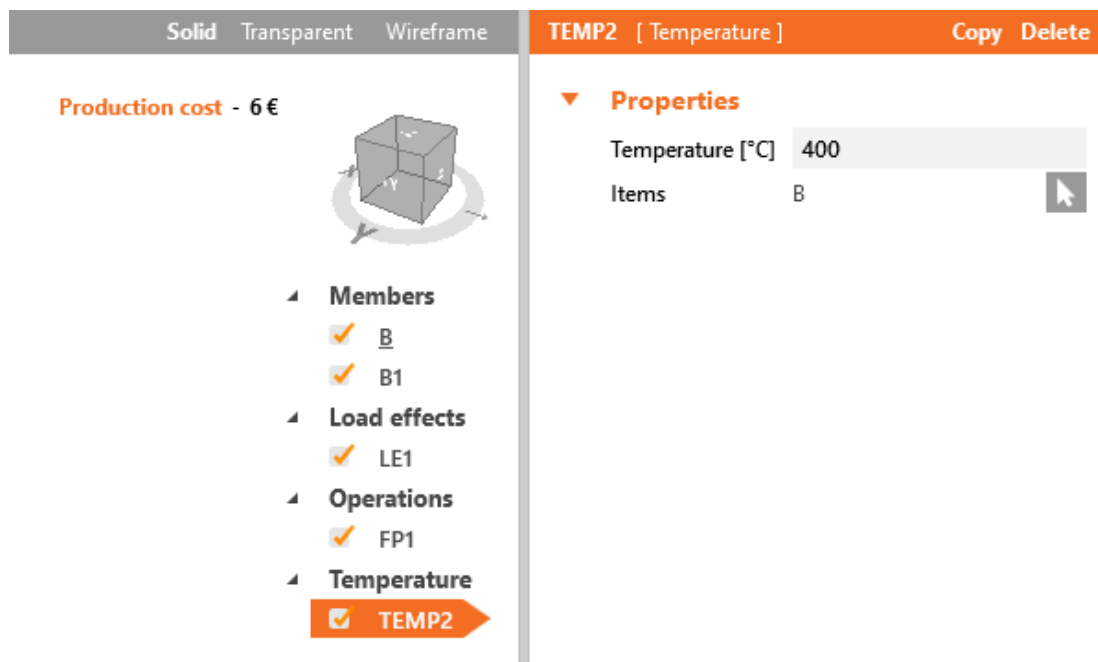 Solid Transparent Wireframe
TEMP2 [ Temperature ] Copy Delete
Production cost - 6 €
Members
B
B1
Load effects
LE1
Operations
FP1
Temperature
TEMP2
Properties
Temperature [°C] 400
Items B